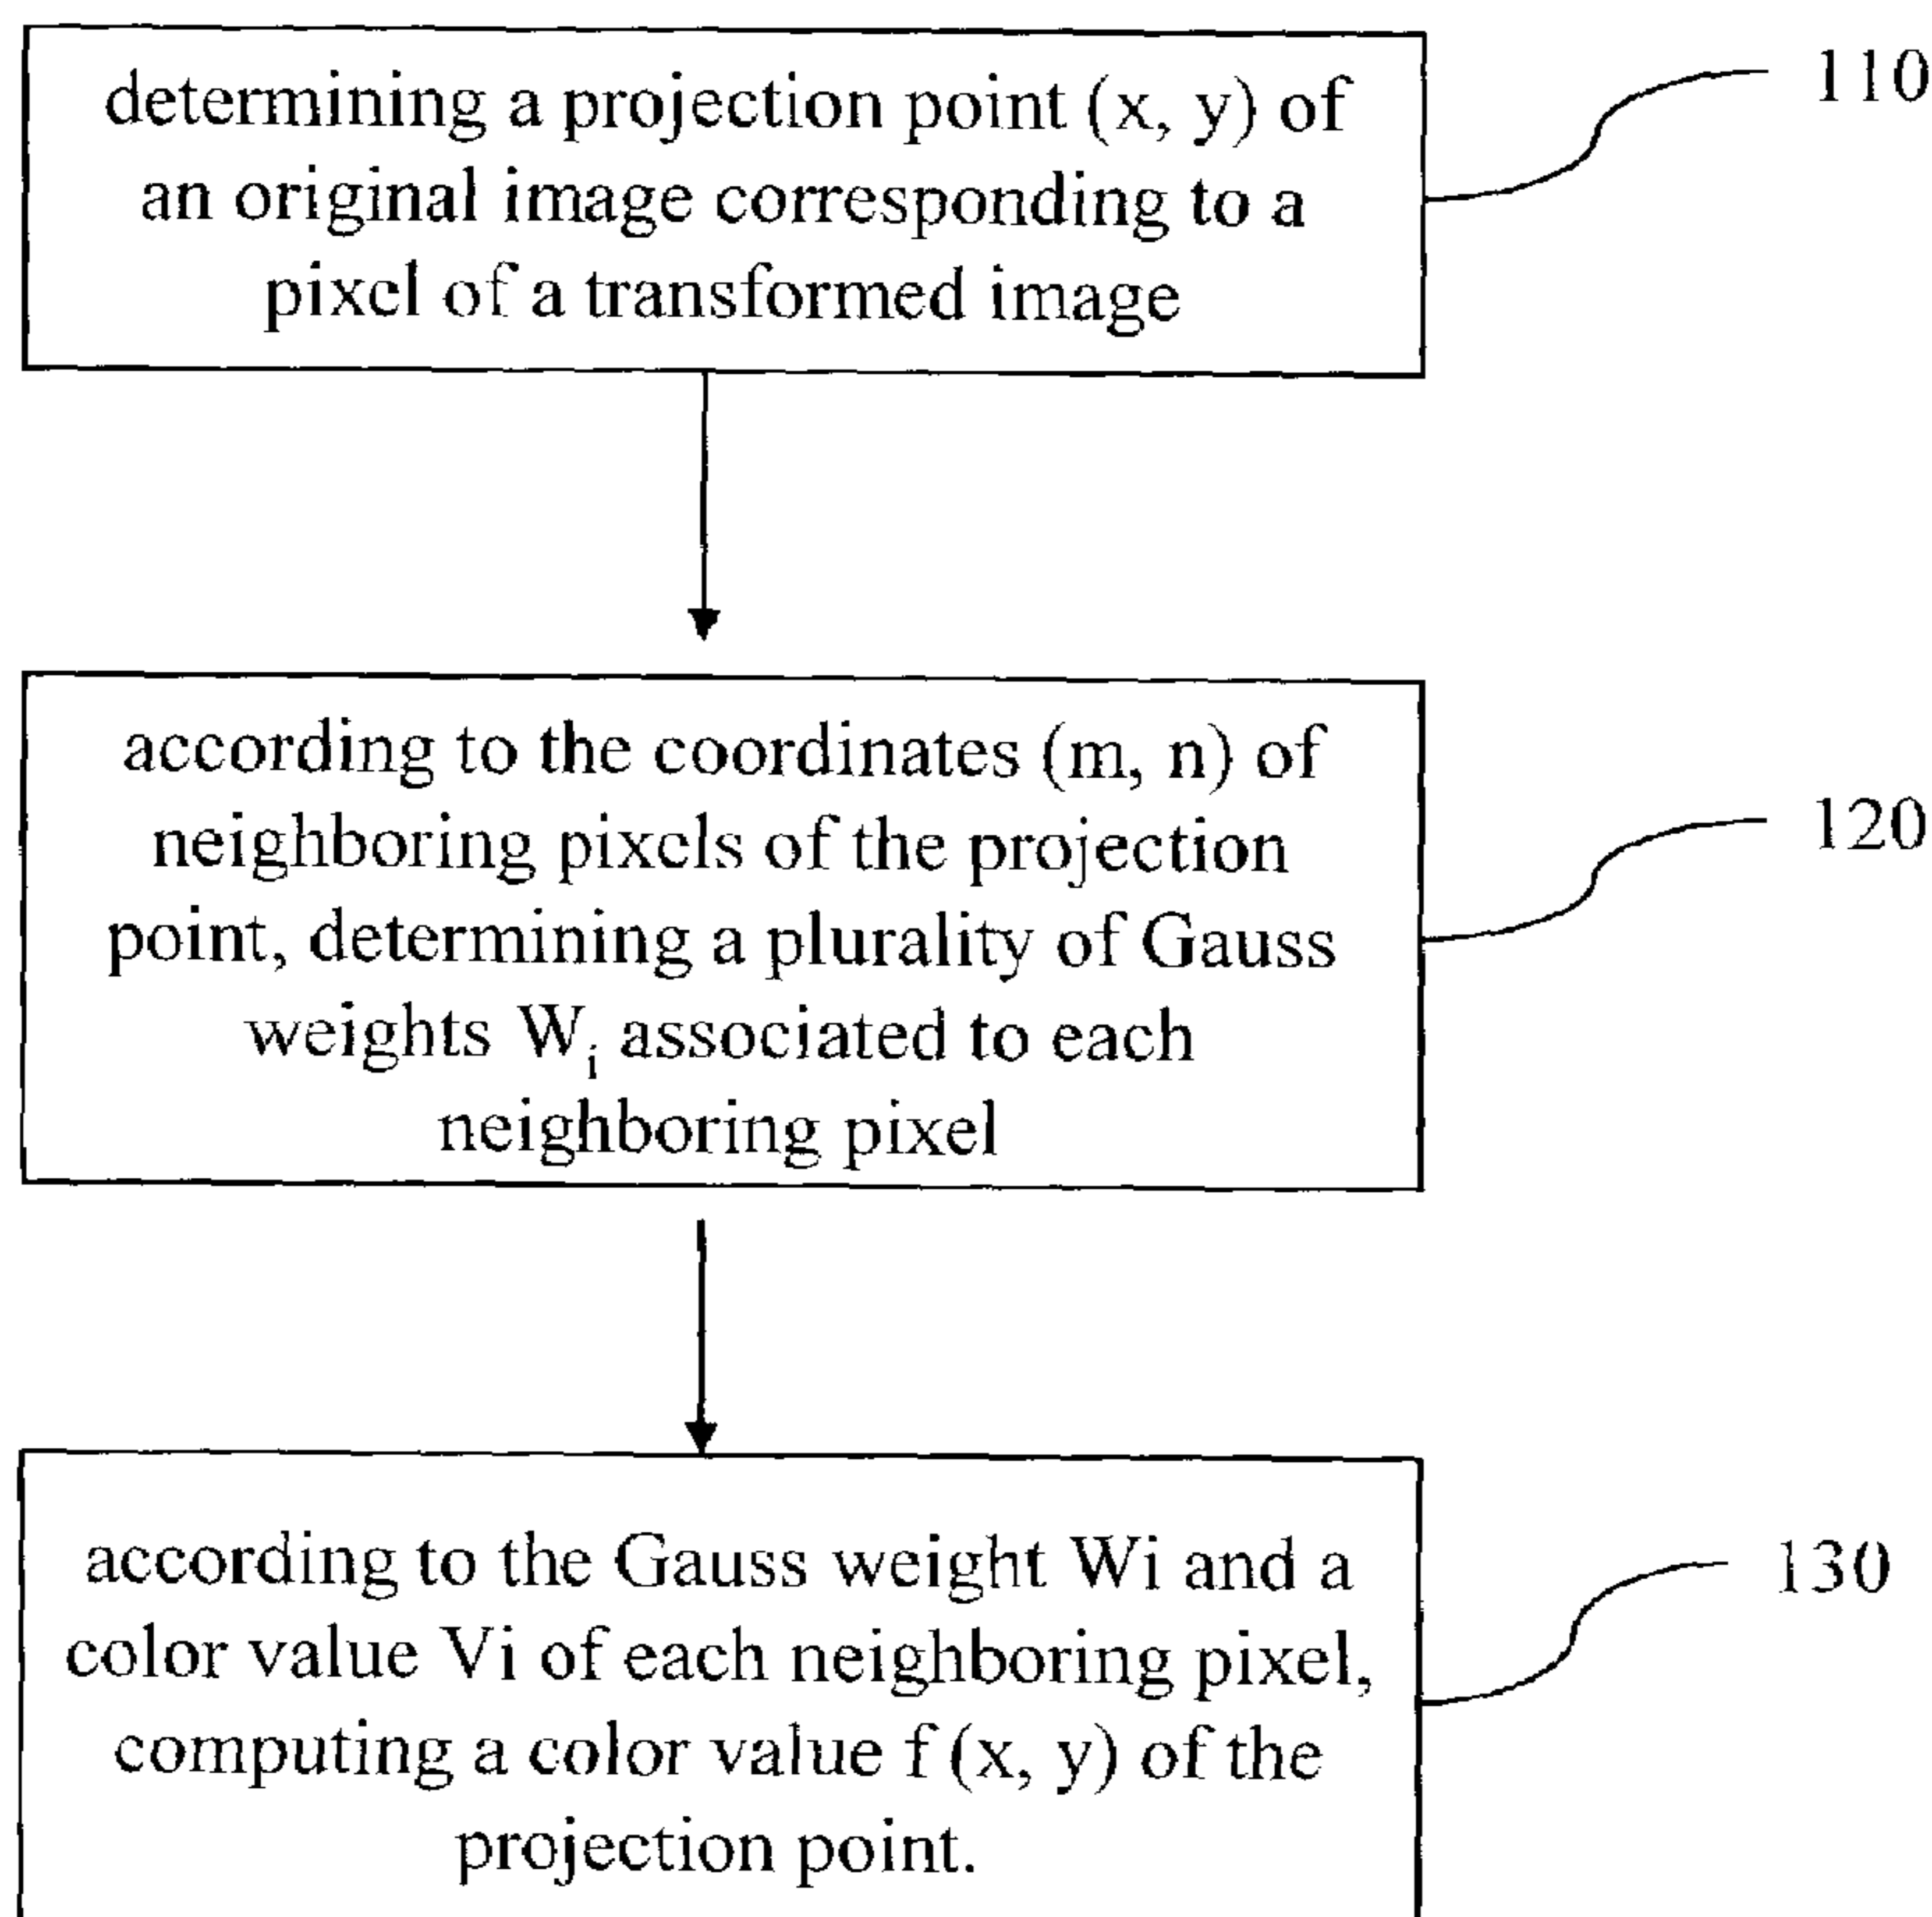 determining a projection point (x, y) of
an original image corresponding to a
pixel of a transformed image
110
according to the coordinates (m, n) of
neighboring pixels of the projection
point, determining a plurality of Gauss
weights Wi associated to each
neighboring pixel
120
according to the Gauss weight Wi and a
color value Vi of each neighboring pixel,
computing a color value f (x, y) of the
projection point.
130